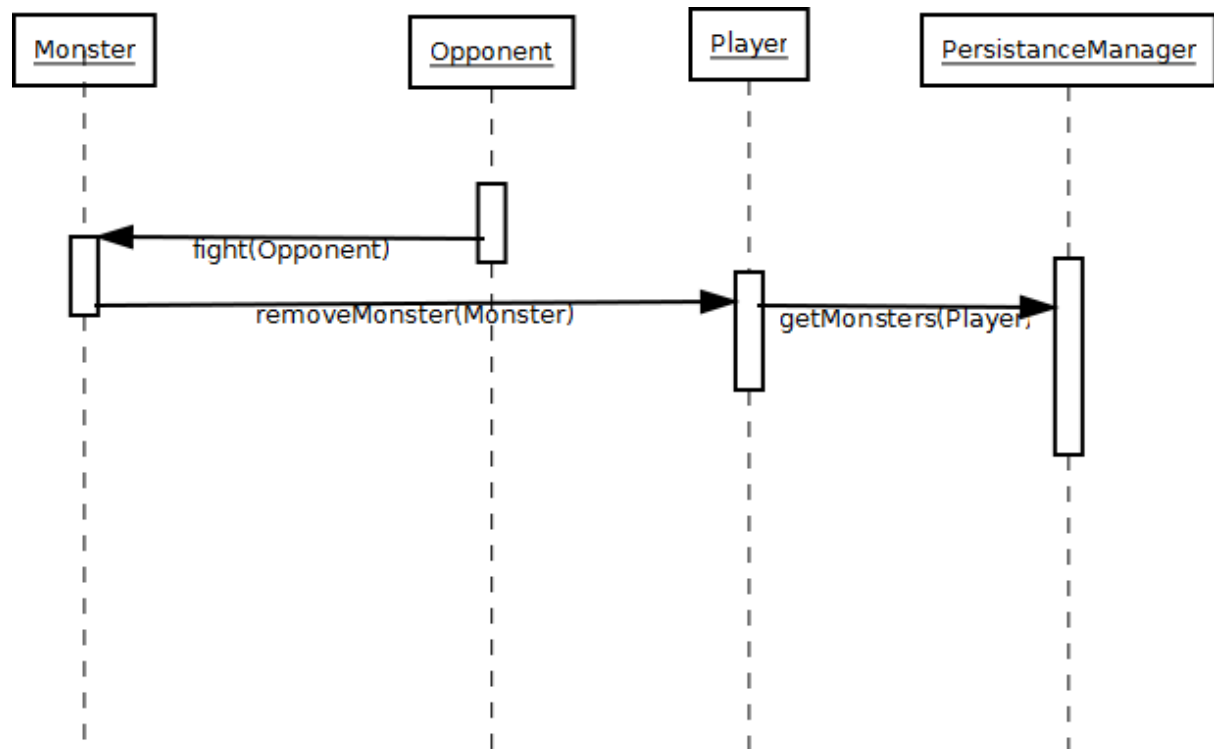 Monster
Opponent
Player
PersistanceManager
fight(Opponent)
removeMonster(Monster)
getMonsters(Player)